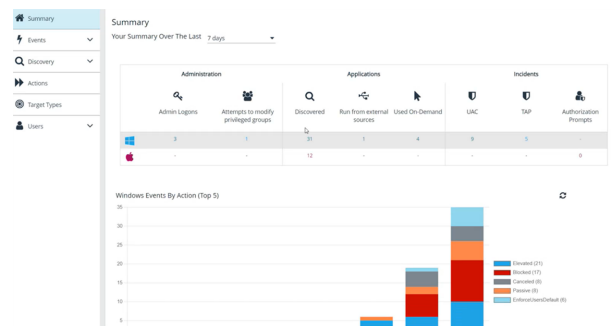 Summary
Events
Discovery
Actions
Target Types
Users
Summary
Your Summary Over The Last 7 days
Administration Applications Incidents
Admin Logons
Attempts to modify
privileged groups
Discovered
Run from external
sources
Used On-Demand
UAC
TAP
Authorization
Prompts
3 1 31 1 4 9 5 -
- - 12 - - - - 0
Windows Events By Action (Top 5)
35
30
25
20
15
10
5
Elevated (21)
Blocked (17)
Canceled (8)
Passive (8)
EnforceUsersDefault (6)